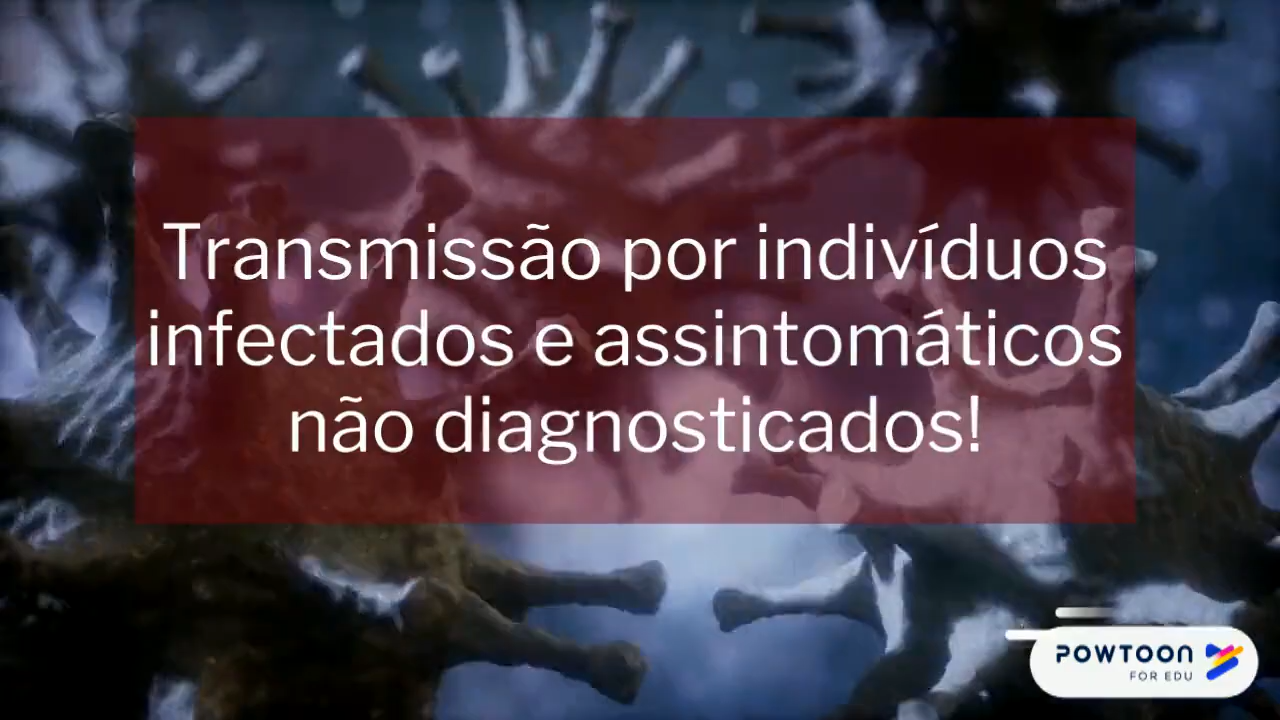 Transmissão por indivíduos
infectados e assintomáticos
não diagnosticados!
POWTOON
FOR EDU